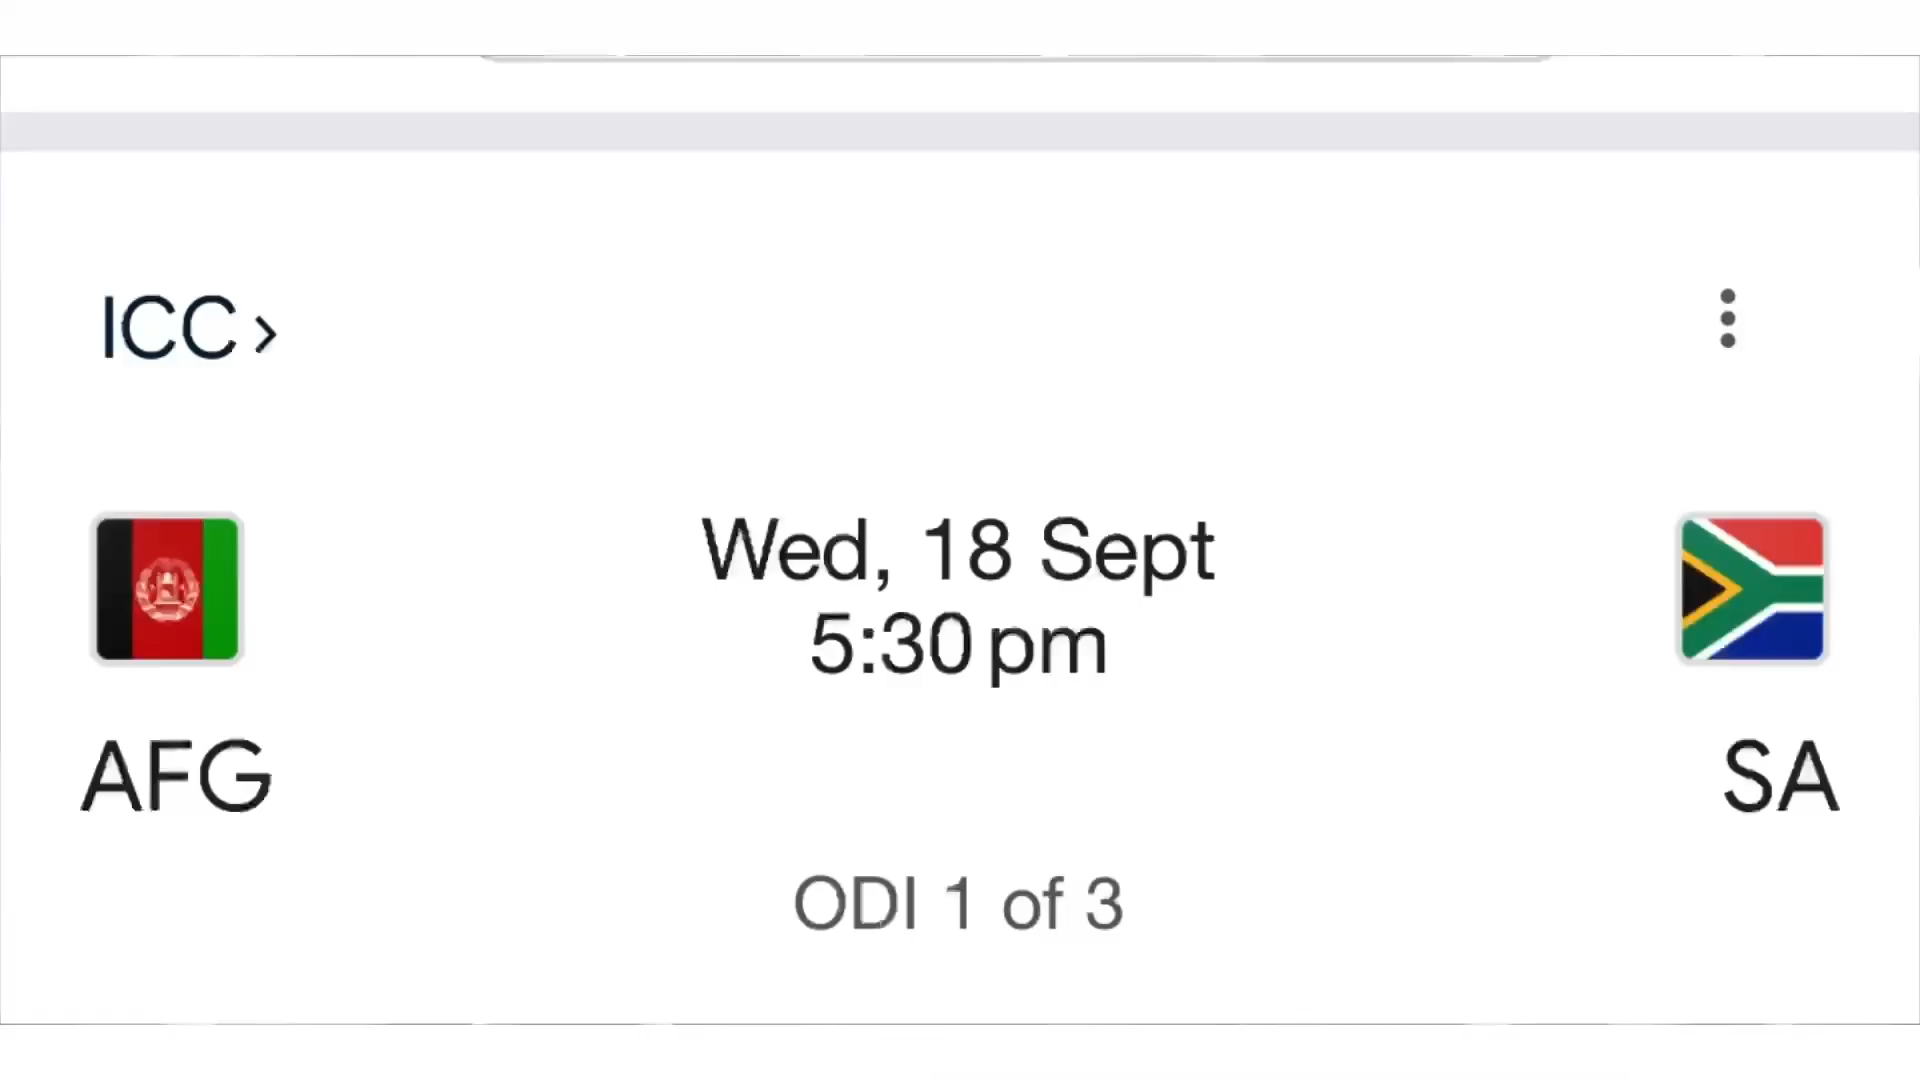 ICC >
Wed, 18 Sept
5:30 pm
AFG
SA
ODI 1 of 3